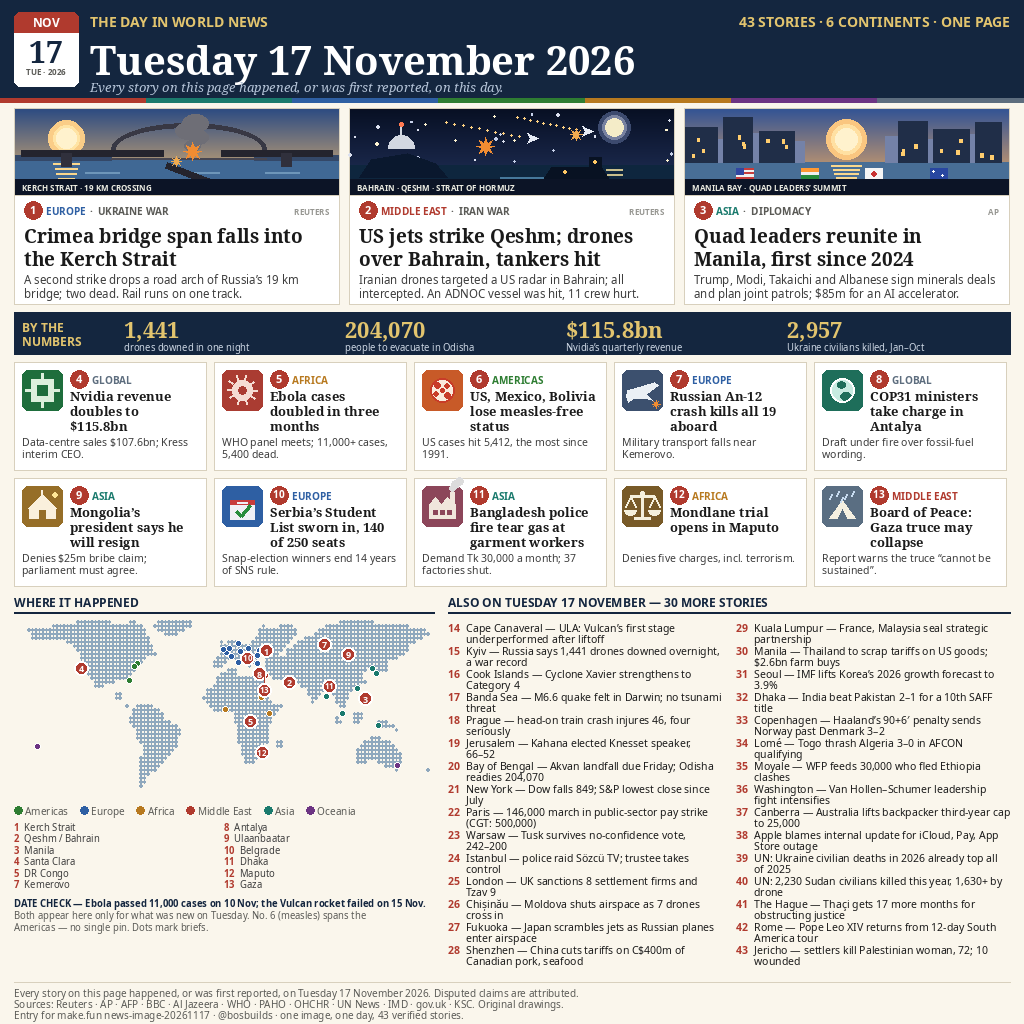 NOV
17
TUE · 2026
THE DAY IN WORLD NEWS
43 STORIES · 6 CONTINENTS · ONE PAGE
Tuesday 17 November 2026
Every story on this page happened, or was first reported, on this day.
KERCH STRAIT · 19 KM CROSSING
1 EUROPE · UKRAINE WAR
REUTERS
Crimea bridge span falls into
the Kerch Strait
A second strike drops a road arch of Russia's 19 km
bridge; two dead. Rail runs on one track.
BAHRAIN · QESHM · STRAIT OF HORMUZ
2 MIDDLE EAST · IRAN WAR
REUTERS
US jets strike Qeshm; drones
over Bahrain, tankers hit
Iranian drones targeted a US radar in Bahrain; all
intercepted. An ADNOC vessel was hit, 11 crew hurt.
MANILA BAY · QUAD LEADERS' SUMMIT
3 ASIA · DIPLOMACY
AP
Quad leaders reunite in
Manila, first since 2024
Trump, Modi, Takaichi and Albanese sign minerals deals
and plan joint patrols; $85m for an AI accelerator.
BY THE
NUMBERS
1,441
drones downed in one night
204,070
people to evacuate in Odisha
$115.8bn
Nvidia's quarterly revenue
2,957
Ukraine civilians killed, Jan–Oct
4 GLOBAL
Nvidia revenue
doubles to
$115.8bn
Data-centre sales $107.6bn; Kress
interim CEO.
5 AFRICA
Ebola cases
doubled in three
months
WHO panel meets; 11,000+ cases,
5,400 dead.
6 AMERICAS
US, Mexico, Bolivia
lose measles-free
status
US cases hit 5,412, the most since
1991.
7 EUROPE
Russian An-12
crash kills all 19
aboard
Military transport falls near
Kemerovo.
8 GLOBAL
COP31 ministers
take charge in
Antalya
Draft under fire over fossil-fuel
wording.
9 ASIA
Mongolia's
president says he
will resign
Denies $25m bribe claim;
parliament must agree.
10 EUROPE
Serbia's Student
List sworn in, 140
of 250 seats
Snap-election winners end 14 years
of SNS rule.
11 ASIA
Bangladesh police
fire tear gas at
garment workers
Demand Tk 30,000 a month; 37
factories shut.
12 AFRICA
Mondlane trial
opens in Maputo
Denies five charges, incl. terrorism.
13 MIDDLE EAST
Board of Peace:
Gaza truce may
collapse
Report warns the truce "cannot be
sustained".
WHERE IT HAPPENED
4
10
1
7
9
8
13
2
11
3
5
12
Americas Europe Africa Middle East Asia Oceania
1 Kerch Strait
2 Qeshm / Bahrain
3 Manila
4 Santa Clara
5 DR Congo
7 Kemerovo
8 Antalya
9 Ulaanbaatar
10 Belgrade
11 Dhaka
12 Maputo
13 Gaza
DATE CHECK — Ebola passed 11,000 cases on 10 Nov; the Vulcan rocket failed on 15 Nov.
Both appear here only for what was new on Tuesday. No. 6 (measles) spans the
Americas — no single pin. Dots mark briefs.
ALSO ON TUESDAY 17 NOVEMBER — 30 MORE STORIES
14 Cape Canaveral — ULA: Vulcan's first stage
underperformed after liftoff
15 Kyiv — Russia says 1,441 drones downed overnight,
a war record
16 Cook Islands — Cyclone Xavier strengthens to
Category 4
17 Banda Sea — M6.6 quake felt in Darwin; no tsunami
threat
18 Prague — head-on train crash injures 46, four
seriously
19 Jerusalem — Kahana elected Knesset speaker,
66–52
20 Bay of Bengal — Akvan landfall due Friday; Odisha
readies 204,070
21 New York — Dow falls 849; S&P lowest close since
July
22 Paris — 146,000 march in public-sector pay strike
(CGT: 500,000)
23 Warsaw — Tusk survives no-confidence vote,
242–200
24 Istanbul — police raid Sözcü TV; trustee takes
control
25 London — UK sanctions 8 settlement firms and
Tzav 9
26 Chișinău — Moldova shuts airspace as 7 drones
cross in
27 Fukuoka — Japan scrambles jets as Russian planes
enter airspace
28 Shenzhen — China cuts tariffs on C$400m of
Canadian pork, seafood
29 Kuala Lumpur — France, Malaysia seal strategic
partnership
30 Manila — Thailand to scrap tariffs on US goods;
$2.6bn farm buys
31 Seoul — IMF lifts Korea's 2026 growth forecast to
3.9%
32 Dhaka — India beat Pakistan 2–1 for a 10th SAFF
title
33 Copenhagen — Haaland's 90+6′ penalty sends
Norway past Denmark 3–2
34 Lomé — Togo thrash Algeria 3–0 in AFCON
qualifying
35 Moyale — WFP feeds 30,000 who fled Ethiopia
clashes
36 Washington — Van Hollen–Schumer leadership
fight intensifies
37 Canberra — Australia lifts backpacker third-year cap
to 25,000
38 Apple blames internal update for iCloud, Pay, App
Store outage
39 UN: Ukraine civilian deaths in 2026 already top all
of 2025
40 UN: 2,230 Sudan civilians killed this year, 1,630+ by
drone
41 The Hague — Thaçi gets 17 more months for
obstructing justice
42 Rome — Pope Leo XIV returns from 12-day South
America tour
43 Jericho — settlers kill Palestinian woman, 72; 10
wounded
Every story on this page happened, or was first reported, on Tuesday 17 November 2026. Disputed claims are attributed.
Sources: Reuters · AP · AFP · BBC · Al Jazeera · WHO · PAHO · OHCHR · UN News · IMD · gov.uk · KSC. Original drawings.
Entry for make.fun news-image-20261117 · @bosbuilds · one image, one day, 43 verified stories.